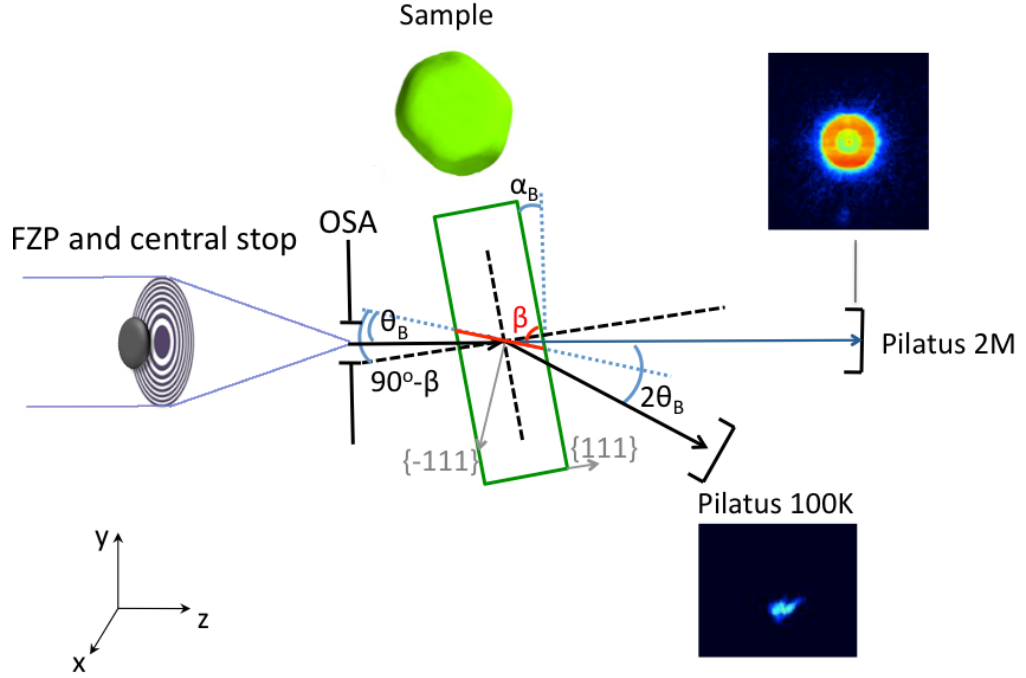 Sample
α_B
OSA
FZP and central stop
θ_B
β
90°-β
Pilatus 2M
2θ_B
{-111}
{111}
Pilatus 100K
y
z
x